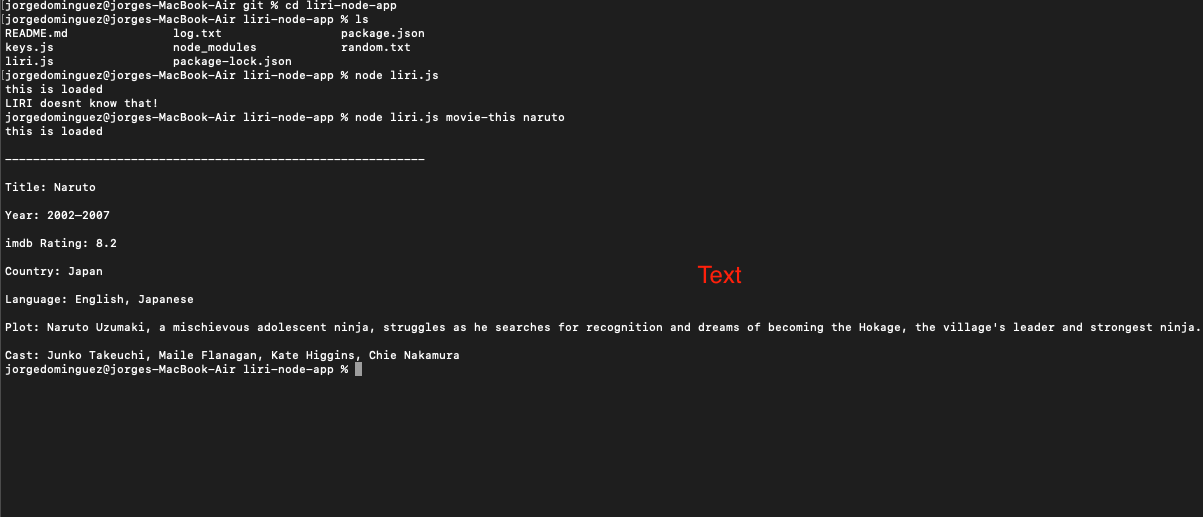 [jorgedominguez@jorges-MacBook-Air git % cd liri-node-app
[jorgedominguez@jorges-MacBook-Air liri-node-app % ls
README.md log.txt package.json
keys.js node_modules random.txt
liri.js package-lock.json
[jorgedominguez@jorges-MacBook-Air liri-node-app % node liri.js
this is loaded
LIRI doesnt know that!
jorgedominguez@jorges-MacBook-Air liri-node-app % node liri.js movie-this naruto
this is loaded
------------------------------------------------------------
Title: Naruto
Year: 2002–2007
imdb Rating: 8.2
Country: Japan
Text
Language: English, Japanese
Plot: Naruto Uzumaki, a mischievous adolescent ninja, struggles as he searches for recognition and dreams of becoming the Hokage, the village's leader and strongest ninja.
Cast: Junko Takeuchi, Maile Flanagan, Kate Higgins, Chie Nakamura
jorgedominguez@jorges-MacBook-Air liri-node-app %